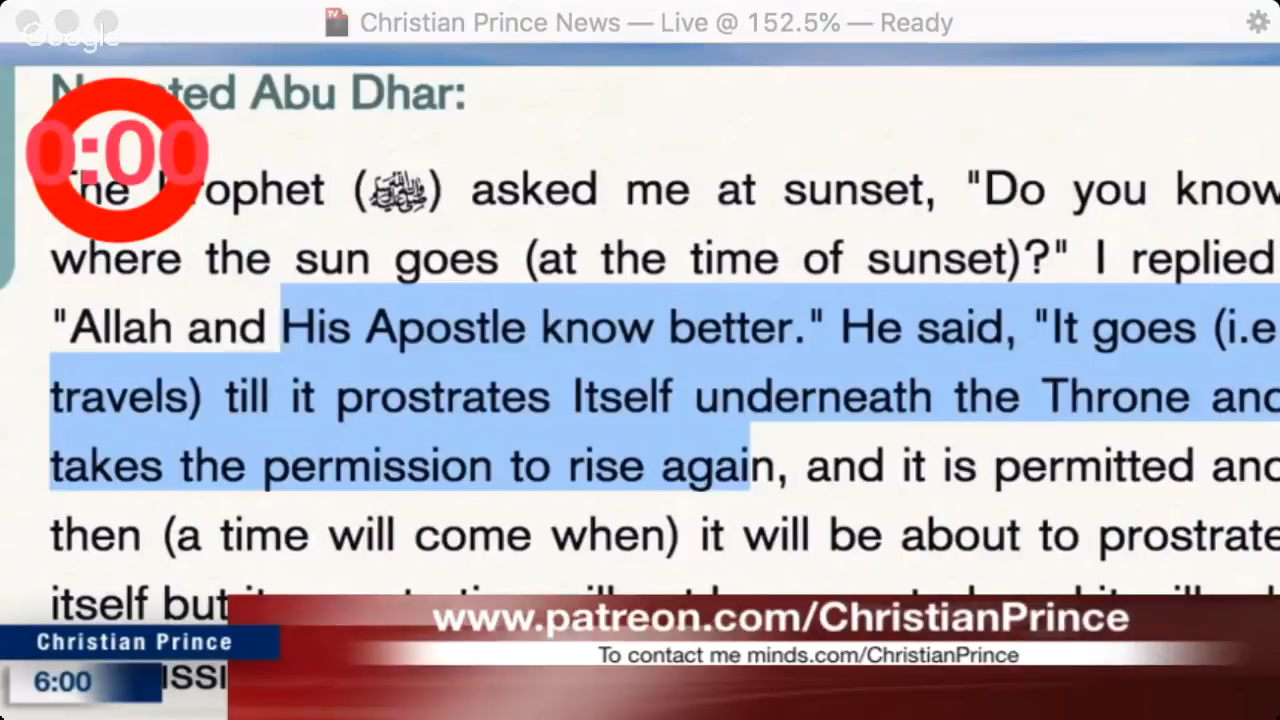 Christian Prince News — Live @ 152.5% — Ready
Google
Narrated Abu Dhar:
0:00
The Prophet (ﷺ) asked me at sunset, "Do you know
where the sun goes (at the time of sunset)?" I replied
"Allah and His Apostle know better." He said, "It goes (i.e
travels) till it prostrates Itself underneath the Throne and
takes the permission to rise again, and it is permitted and
then (a time will come when) it will be about to prostrate
itself but
www.patreon.com/ChristianPrince
Christian Prince
To contact me minds.com/ChristianPrince
6:00